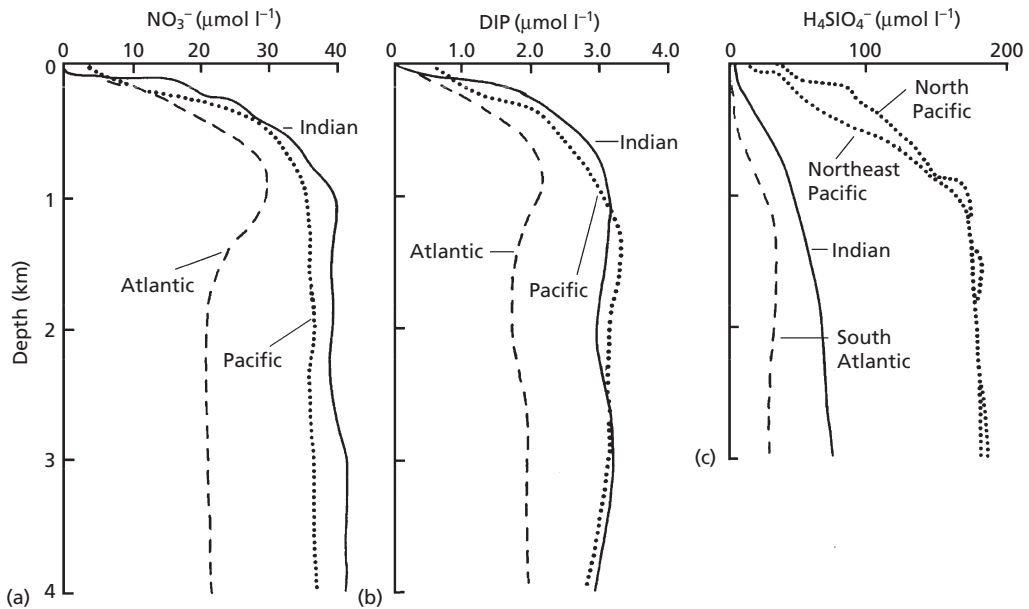 NO₃⁻ (μmol l⁻¹)
0 10 20 30 40
DIP (μmol l⁻¹)
0 1.0 2.0 3.0 4.0
H₄SIO₄⁻ (μmol l⁻¹)
0 100 200
Depth (km)
0
1
2
3
4
Indian
Atlantic
Pacific
(a)
Indian
Atlantic
Pacific
(b)
North
Pacific
Northeast
Pacific
Indian
South
Atlantic
(c)